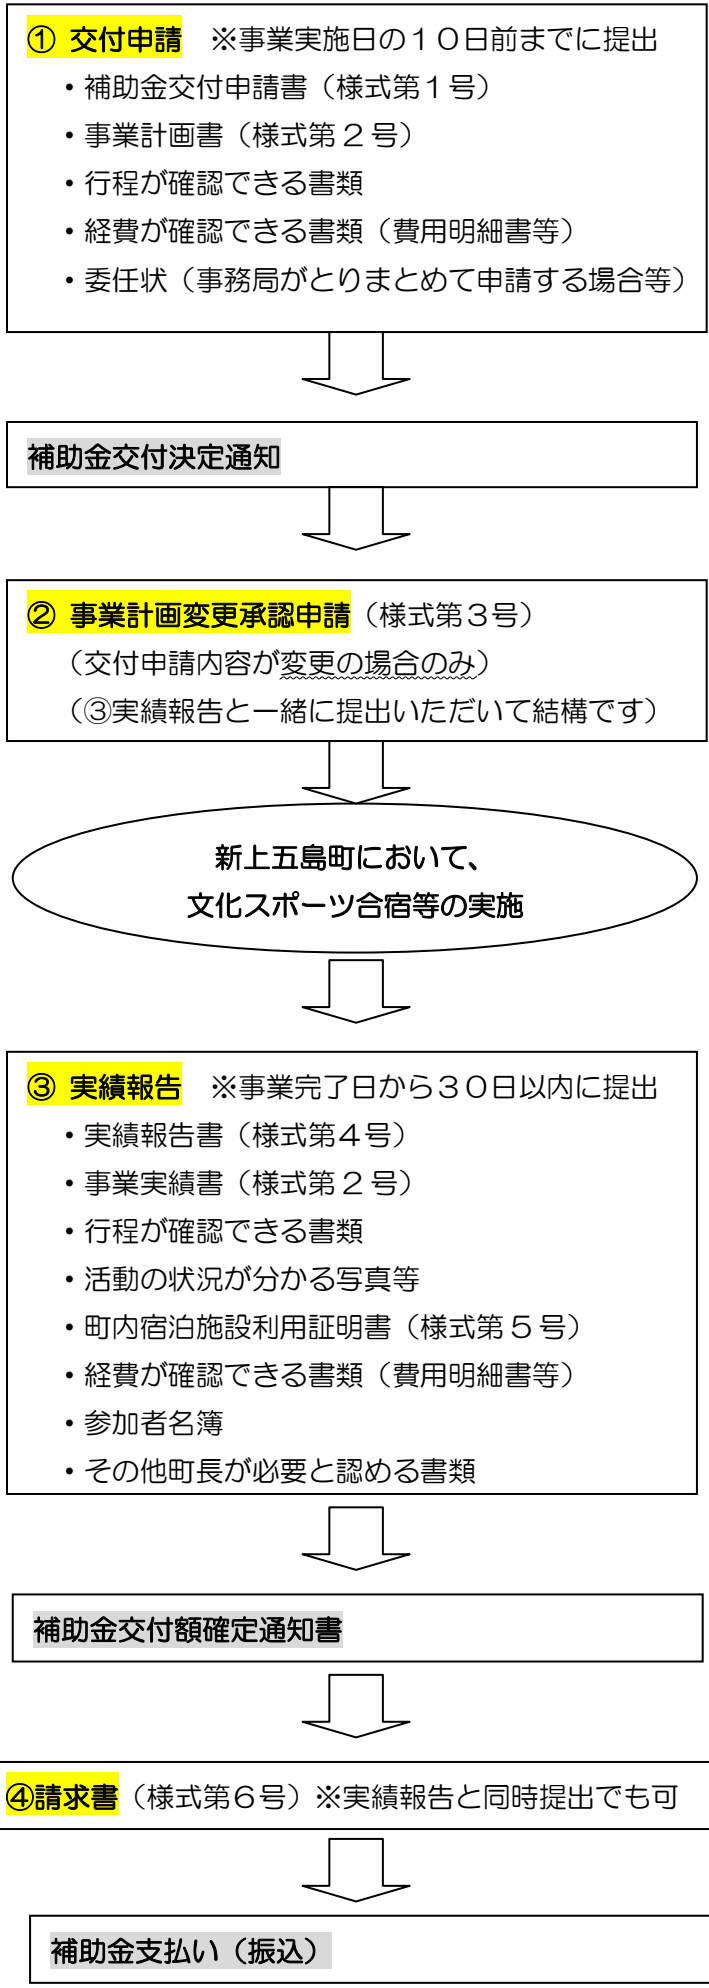 ① 交付申請　※事業実施日の１０日前までに提出
・補助金交付申請書（様式第１号）
・事業計画書（様式第２号）
・行程が確認できる書類
・経費が確認できる書類（費用明細書等）
・委任状（事務局がとりまとめて申請する場合等）
補助金交付決定通知
② 事業計画変更承認申請（様式第３号）
（交付申請内容が変更の場合のみ）
（③実績報告と一緒に提出いただいて結構です）
新上五島町において、
文化スポーツ合宿等の実施
③ 実績報告　※事業完了日から３０日以内に提出
・実績報告書（様式第４号）
・事業実績書（様式第２号）
・行程が確認できる書類
・活動の状況が分かる写真等
・町内宿泊施設利用証明書（様式第５号）
・経費が確認できる書類（費用明細書等）
・参加者名簿
・その他町長が必要と認める書類
補助金交付額確定通知書
④請求書（様式第６号）※実績報告と同時提出でも可
補助金支払い（振込）